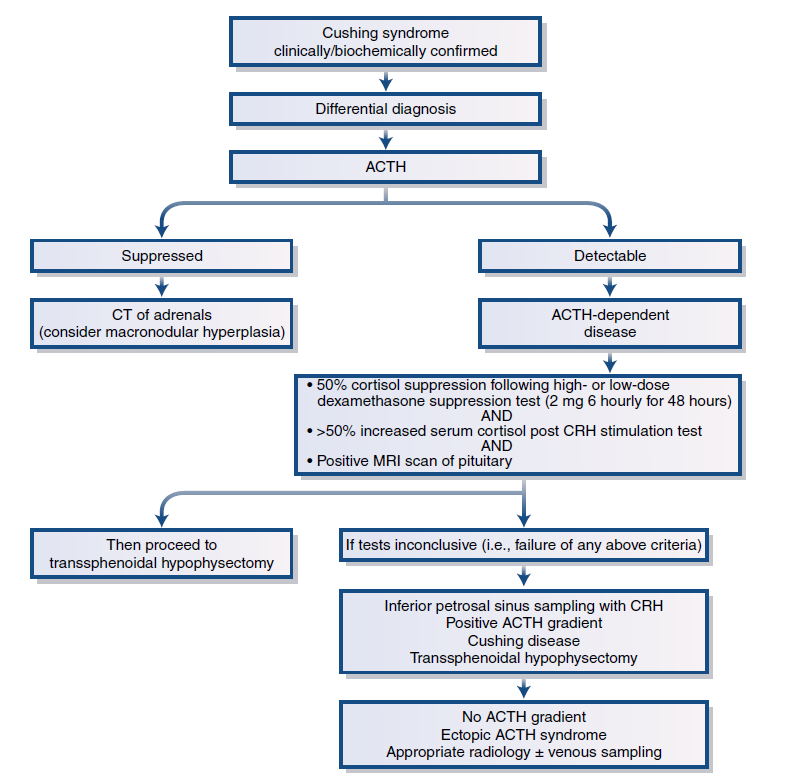 Cushing syndrome
clinically/biochemically confirmed
Differential diagnosis
ACTH
Suppressed
Detectable
CT of adrenals
(consider macronodular hyperplasia)
ACTH-dependent
disease
• 50% cortisol suppression following high- or low-dose
dexamethasone suppression test (2 mg 6 hourly for 48 hours)
AND
• >50% increased serum cortisol post CRH stimulation test
AND
• Positive MRI scan of pituitary
Then proceed to
transsphenoidal hypophysectomy
If tests inconclusive (i.e., failure of any above criteria)
Inferior petrosal sinus sampling with CRH
Positive ACTH gradient
Cushing disease
Transsphenoidal hypophysectomy
No ACTH gradient
Ectopic ACTH syndrome
Appropriate radiology ± venous sampling